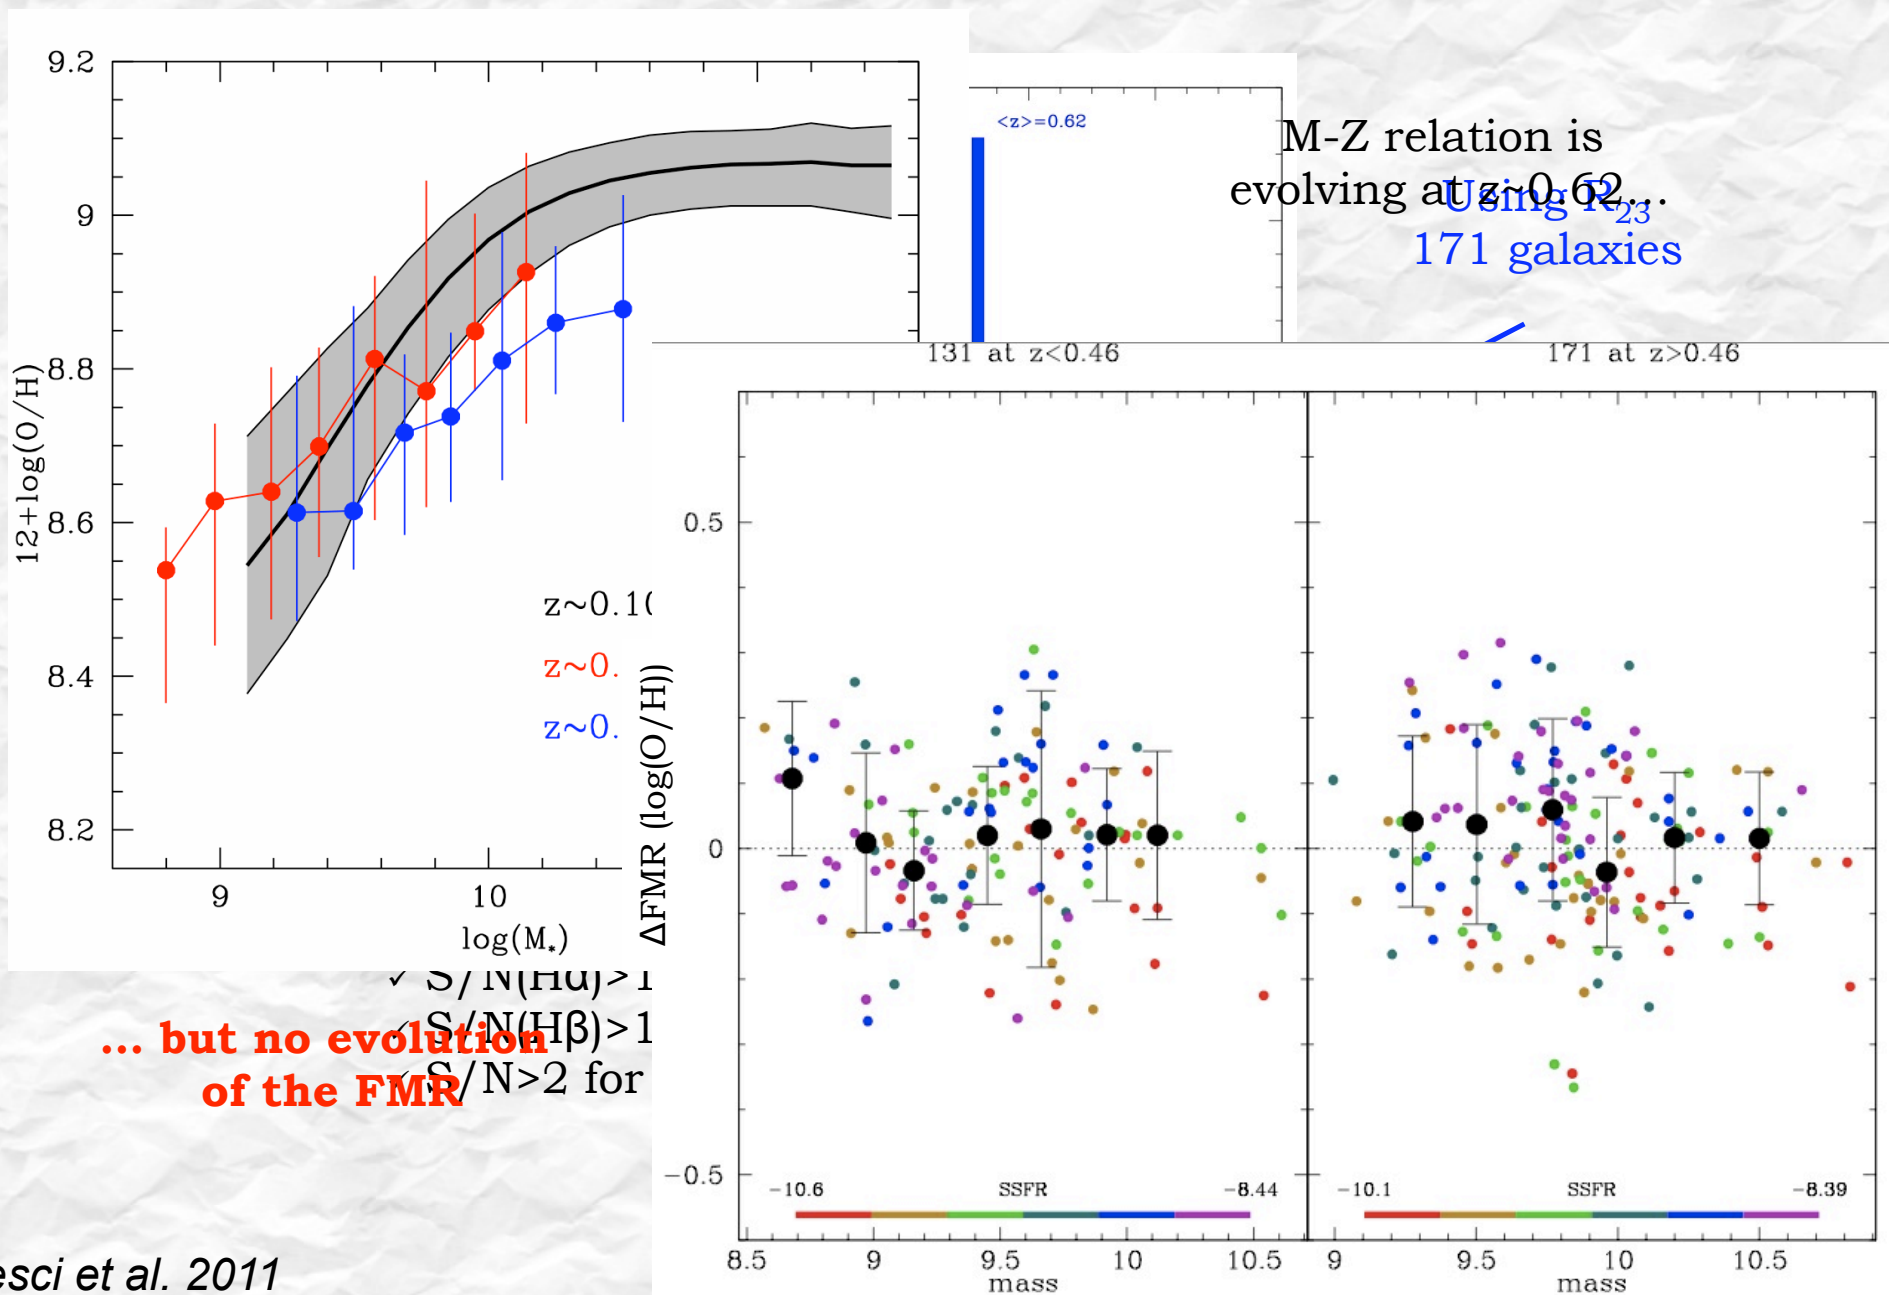 9.2
9
8.8
8.6
8.4
8.2
12+log(O/H)
9
10
log(M*)
z~0.10
z~0.
z~0.
<z>=0.62
M-Z relation is
evolving at z~0.62...
Using R23
171 galaxies
131 at z<0.46
171 at z>0.46
0.5
0
-0.5
ΔFMR (log(O/H))
-10.6 SSFR -8.44
-10.1 SSFR -8.39
8.5 9 9.5 10 10.5
9 9.5 10 10.5
mass
mass
✓ S/N(Hα)>1
✓ S/N(Hβ)>1
✓ S/N>2 for
... but no evolution
of the FMR
esci et al. 2011